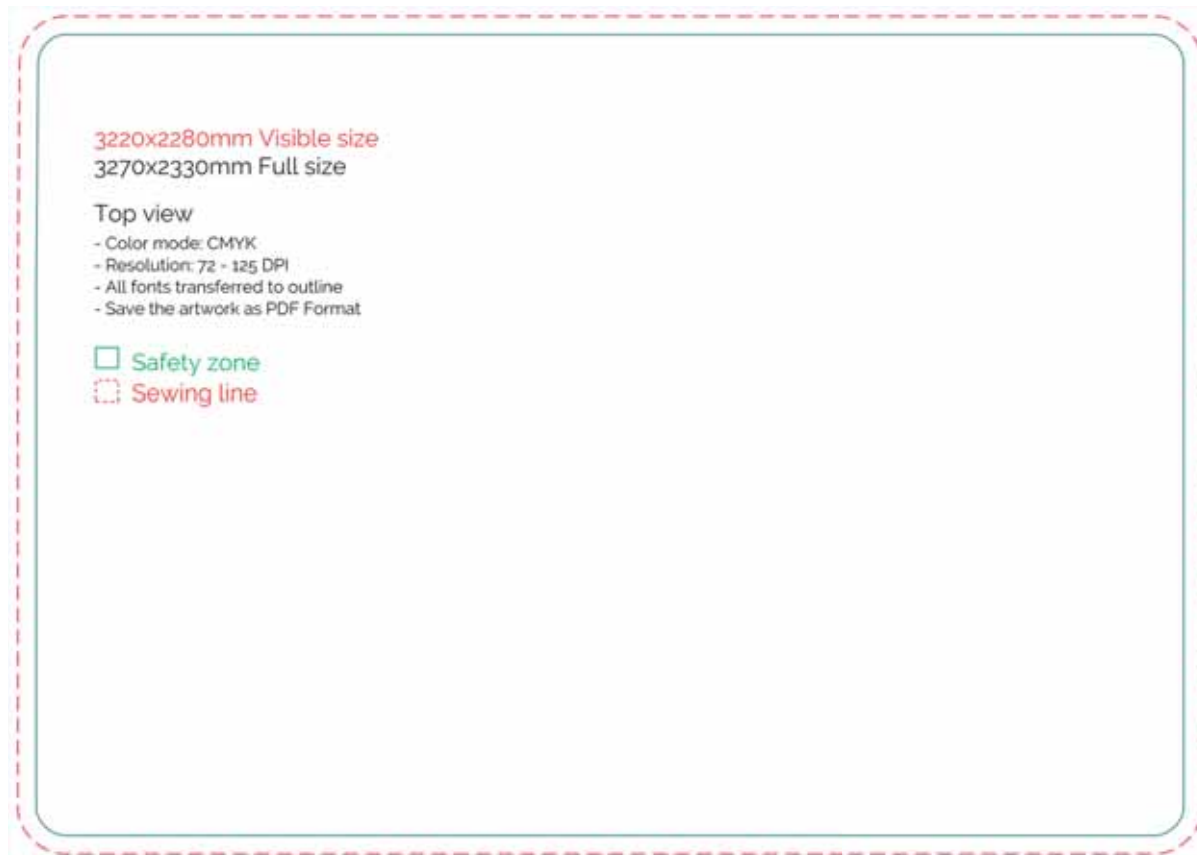 3220x2280mm Visible size
3270x2330mm Full size
Top view
- Color mode: CMYK
- Resolution: 72 - 125 DPI
- All fonts transferred to outline
- Save the artwork as PDF Format
Safety zone
Sewing line